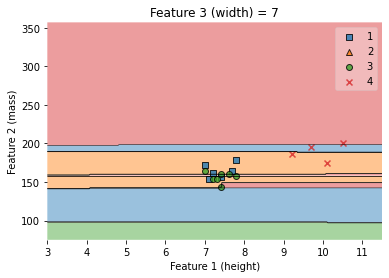 Feature 3 (width) = 7
1
2
3
4
Feature 2 (mass)
350
300
250
200
150
100
3 4 5 6 7 8 9 10 11
Feature 1 (height)